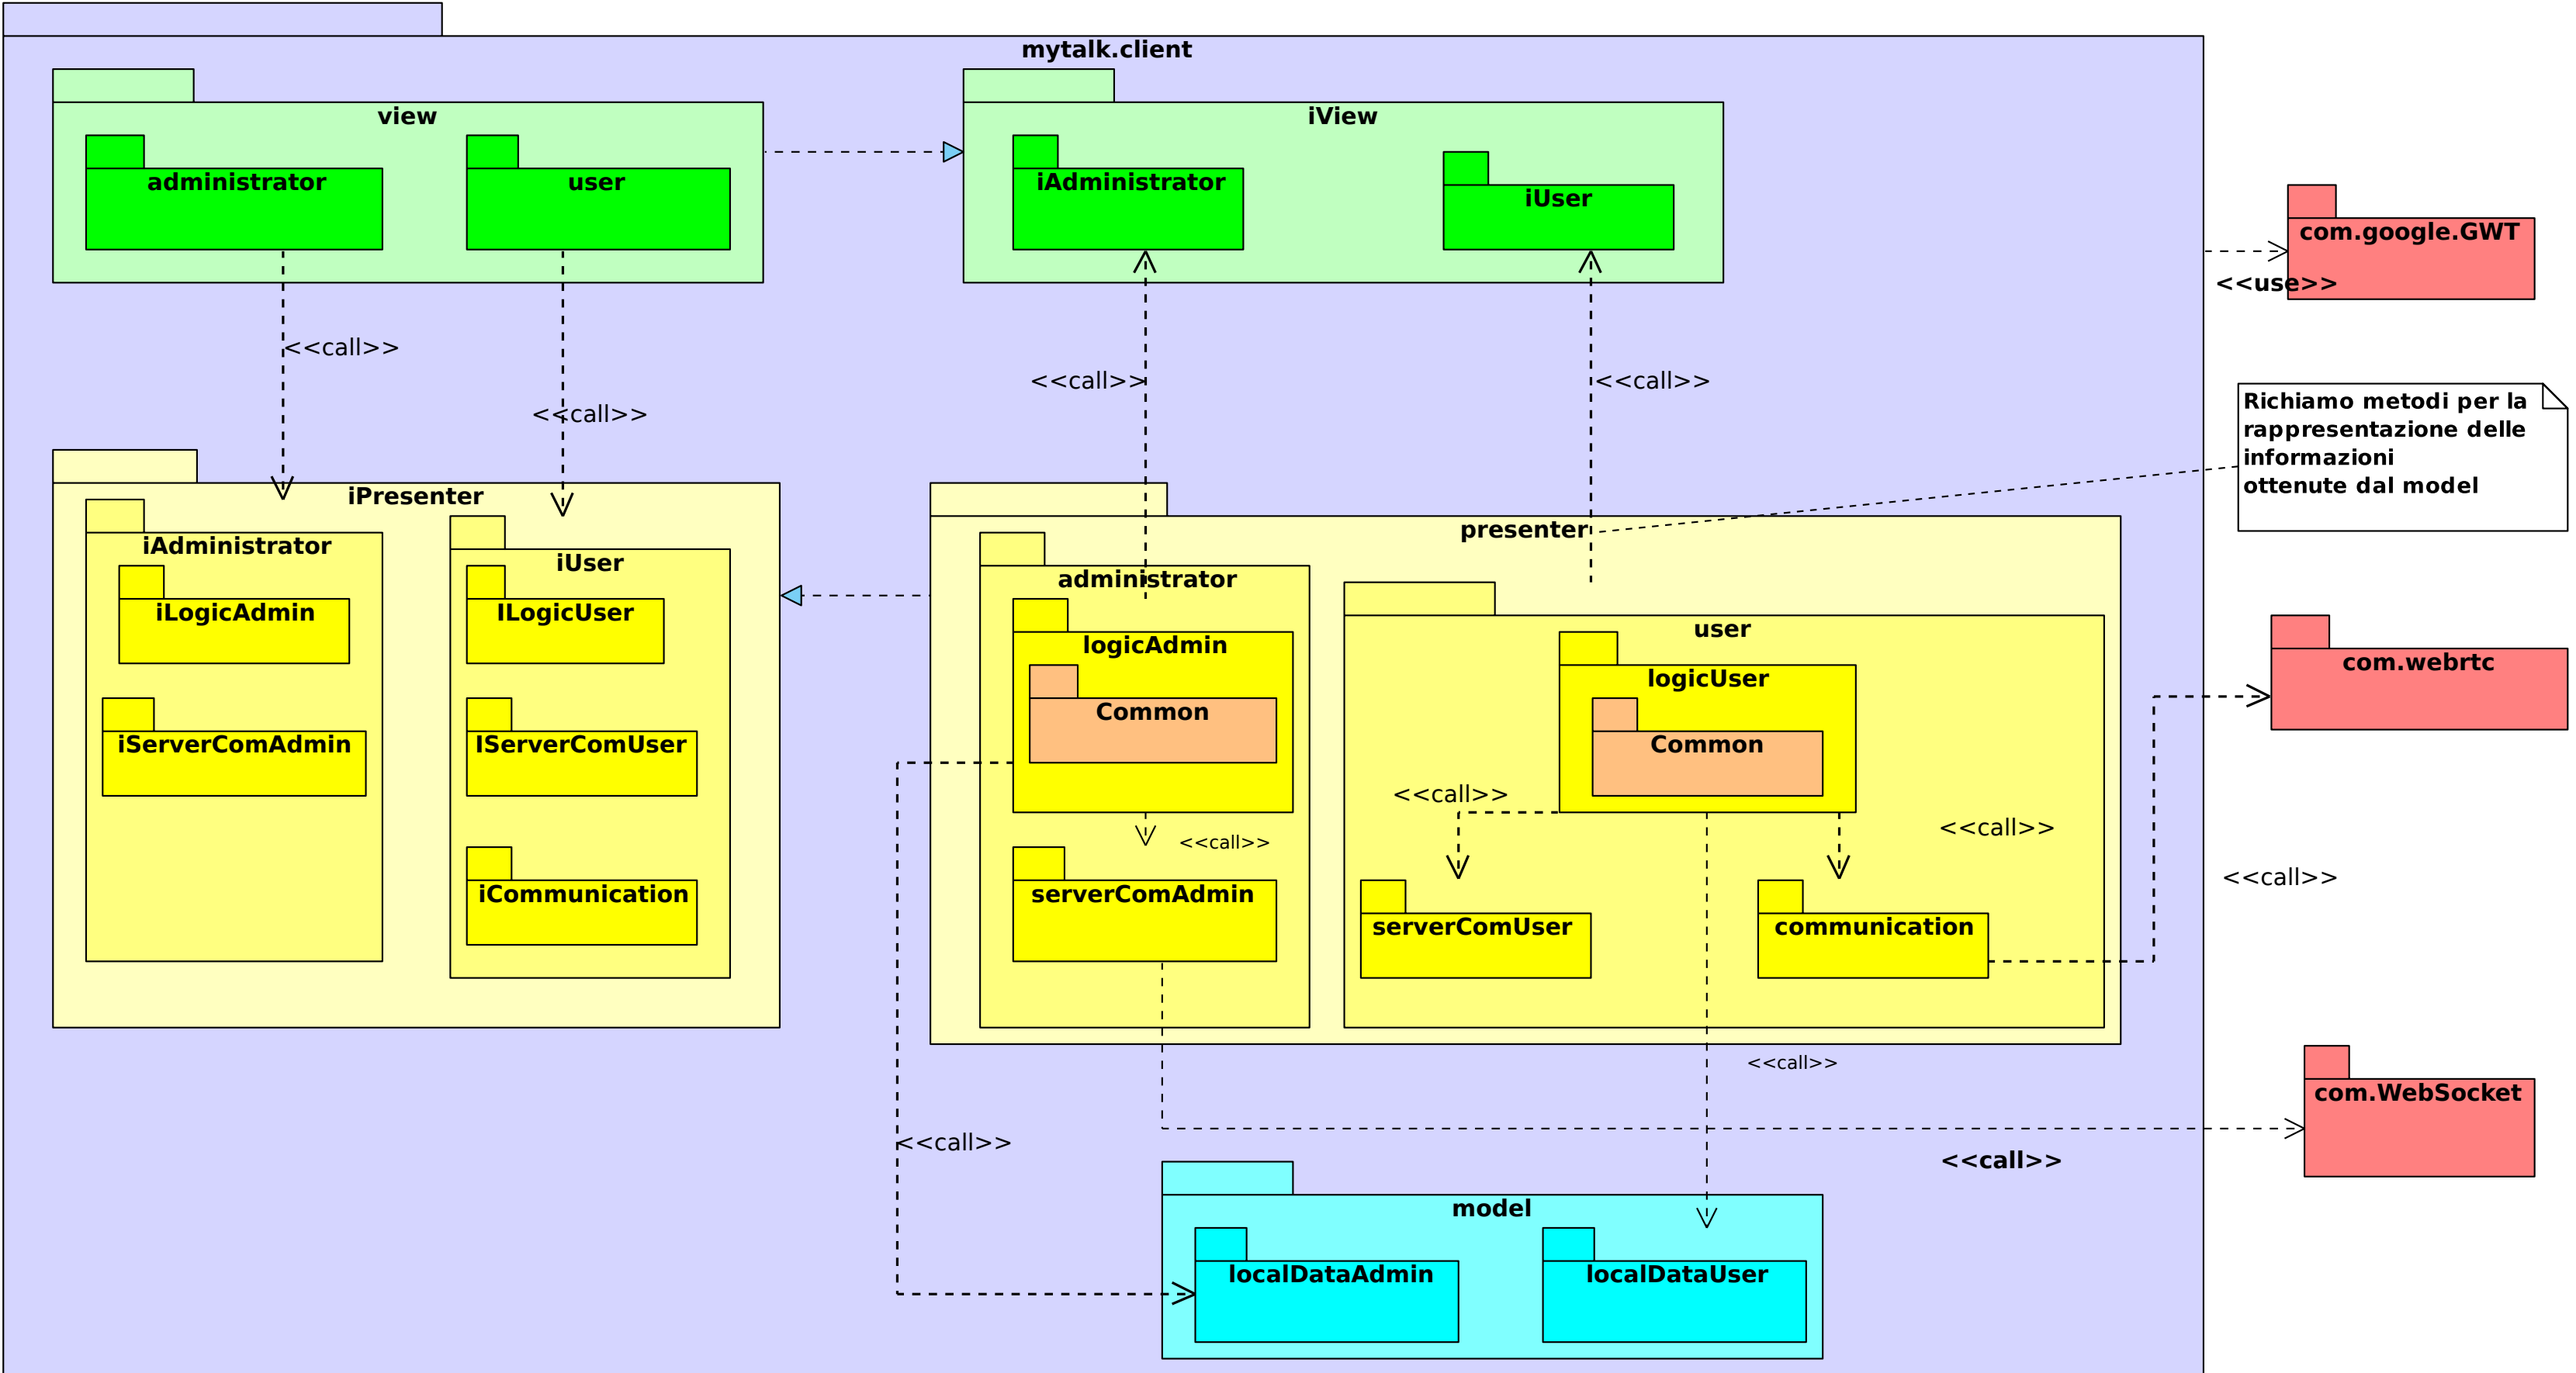 mytalk.client
view
iView
administrator
user
iAdministrator
iUser
com.google.GWT
<<use>>
<<call>>
<<call>>
<<call>>
<<call>>
Richiamo metodi per la
rappresentazione delle
informazioni
ottenute dal model
iPresenter
presenter
iAdministrator
iUser
administrator
user
iLogicAdmin
ILogicUser
logicAdmin
logicUser
com.webrtc
Common
Common
iServerComAdmin
IServerComUser
<<call>>
<<call>>
<<call>>
<<call>>
iCommunication
serverComAdmin
serverComUser
communication
<<call>>
com.WebSocket
<<call>>
<<call>>
model
localDataAdmin
localDataUser